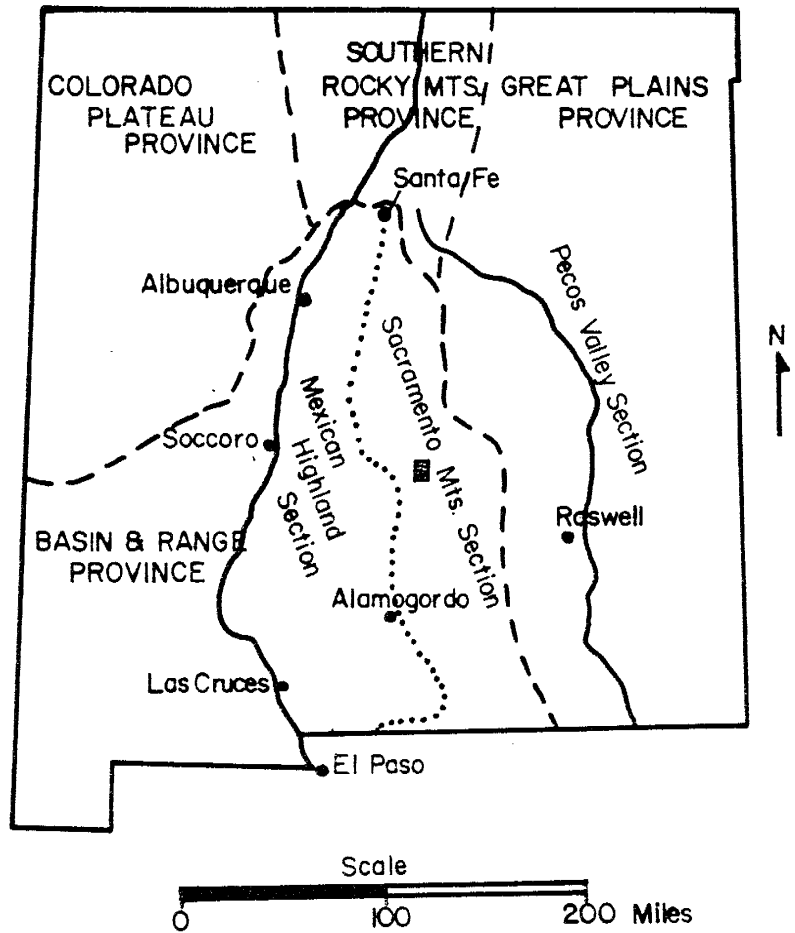 COLORADO
PLATEAU
PROVINCE
SOUTHERN
ROCKY MTS.
PROVINCE
GREAT PLAINS
PROVINCE
Santa Fe
Albuquerque
Pecos Valley Section
Sacramento Mts. Section
Mexican
Highland
Section
Soccoro
N
BASIN & RANGE
PROVINCE
Roswell
Alamogordo
Las Cruces
El Paso
Scale
0 100 200 Miles